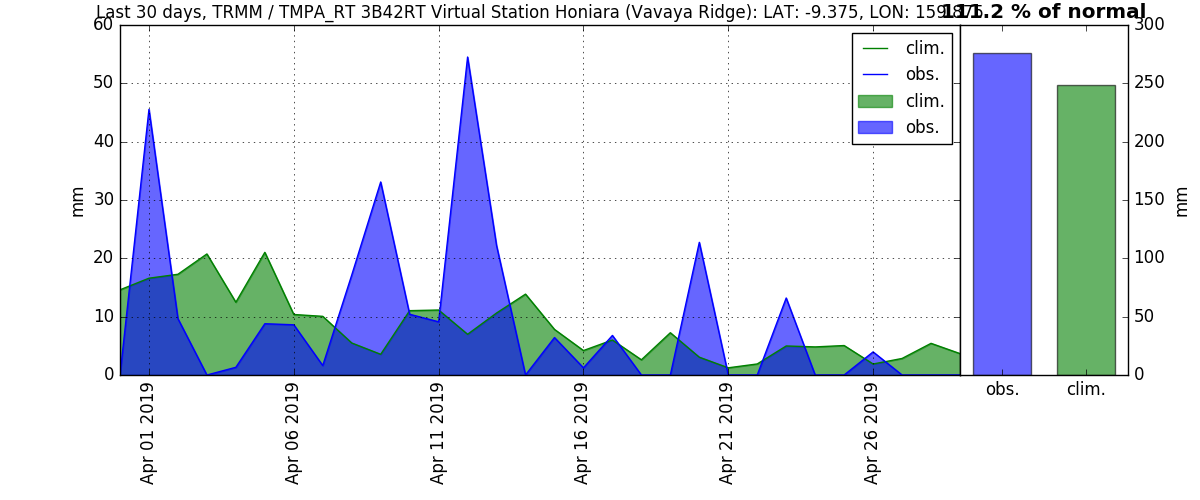 Last 30 days, TRMM / TMPA_RT 3B42RT Virtual Station Honiara (Vavaya Ridge): LAT: -9.375, LON: 159.875
111.2 % of normal
60
50
40
30
20
10
0
mm
clim.
obs.
clim.
obs.
Apr 01 2019
Apr 06 2019
Apr 11 2019
Apr 16 2019
Apr 21 2019
Apr 26 2019
300
250
200
150
100
50
0
mm
obs.
clim.